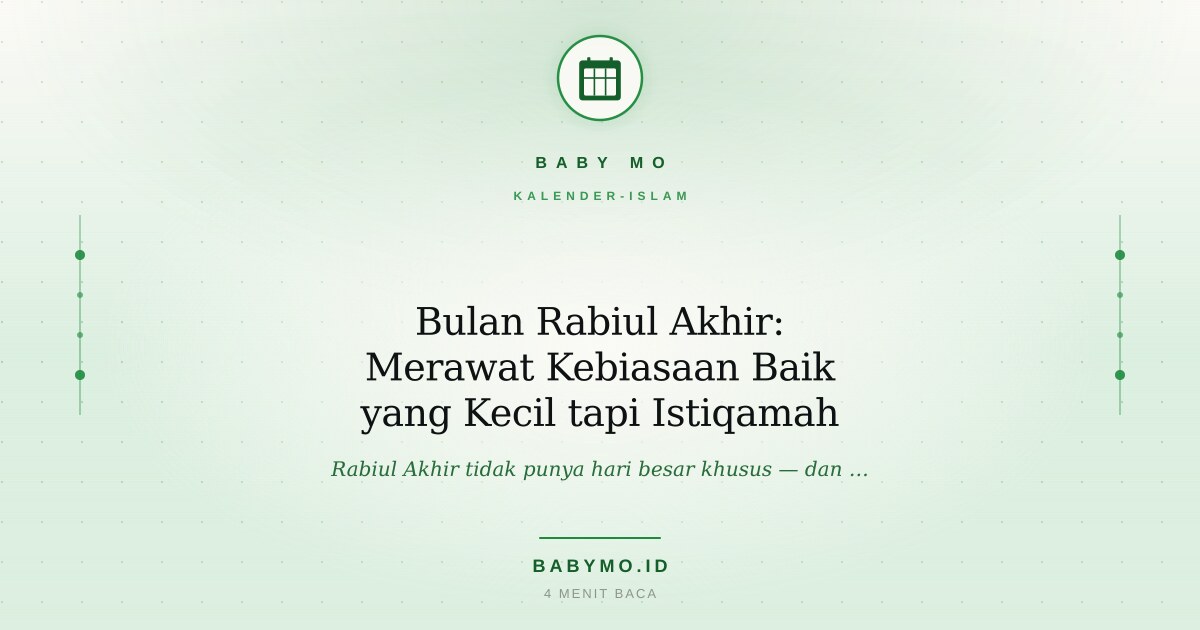 BABY MO
KALENDER-ISLAM
Bulan Rabiul Akhir:
Merawat Kebiasaan Baik
yang Kecil tapi Istiqamah
Rabiul Akhir tidak punya hari besar khusus — dan ...
BABYMO.ID
4 MENIT BACA